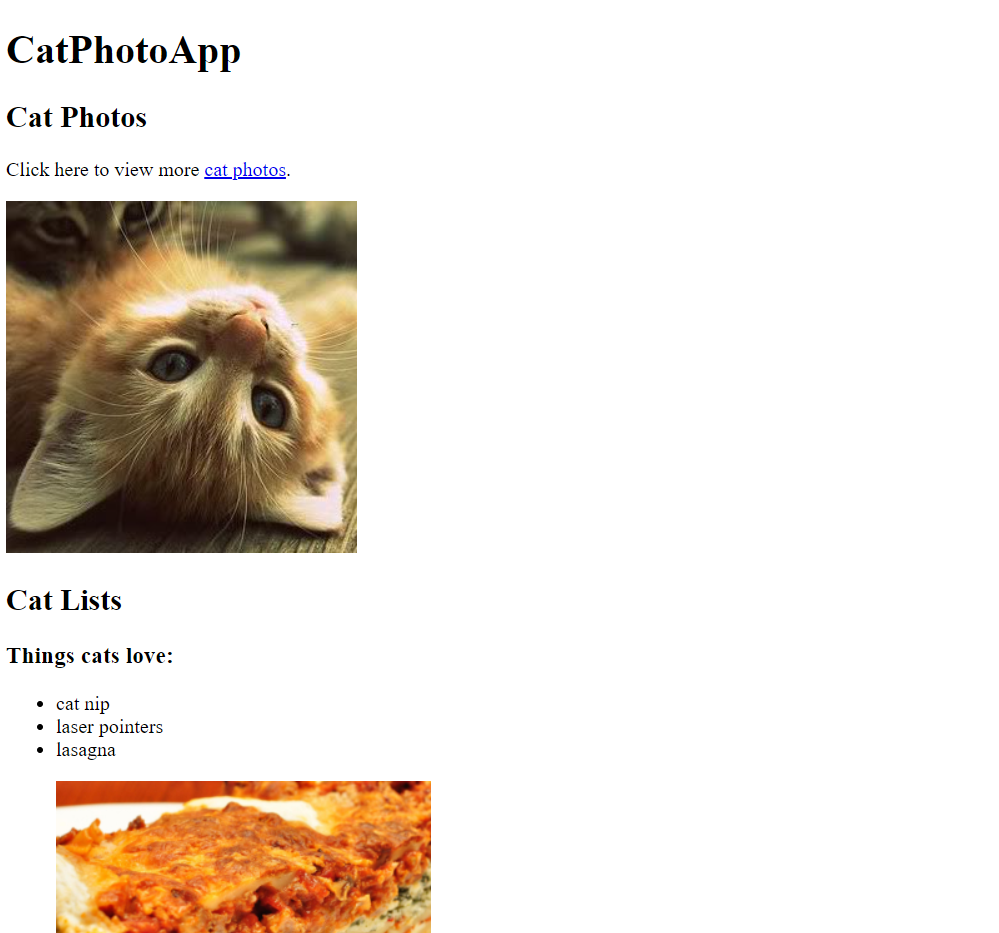 CatPhotoApp
Cat Photos
Click here to view more cat photos.
Cat Lists
Things cats love:
cat nip
laser pointers
lasagna